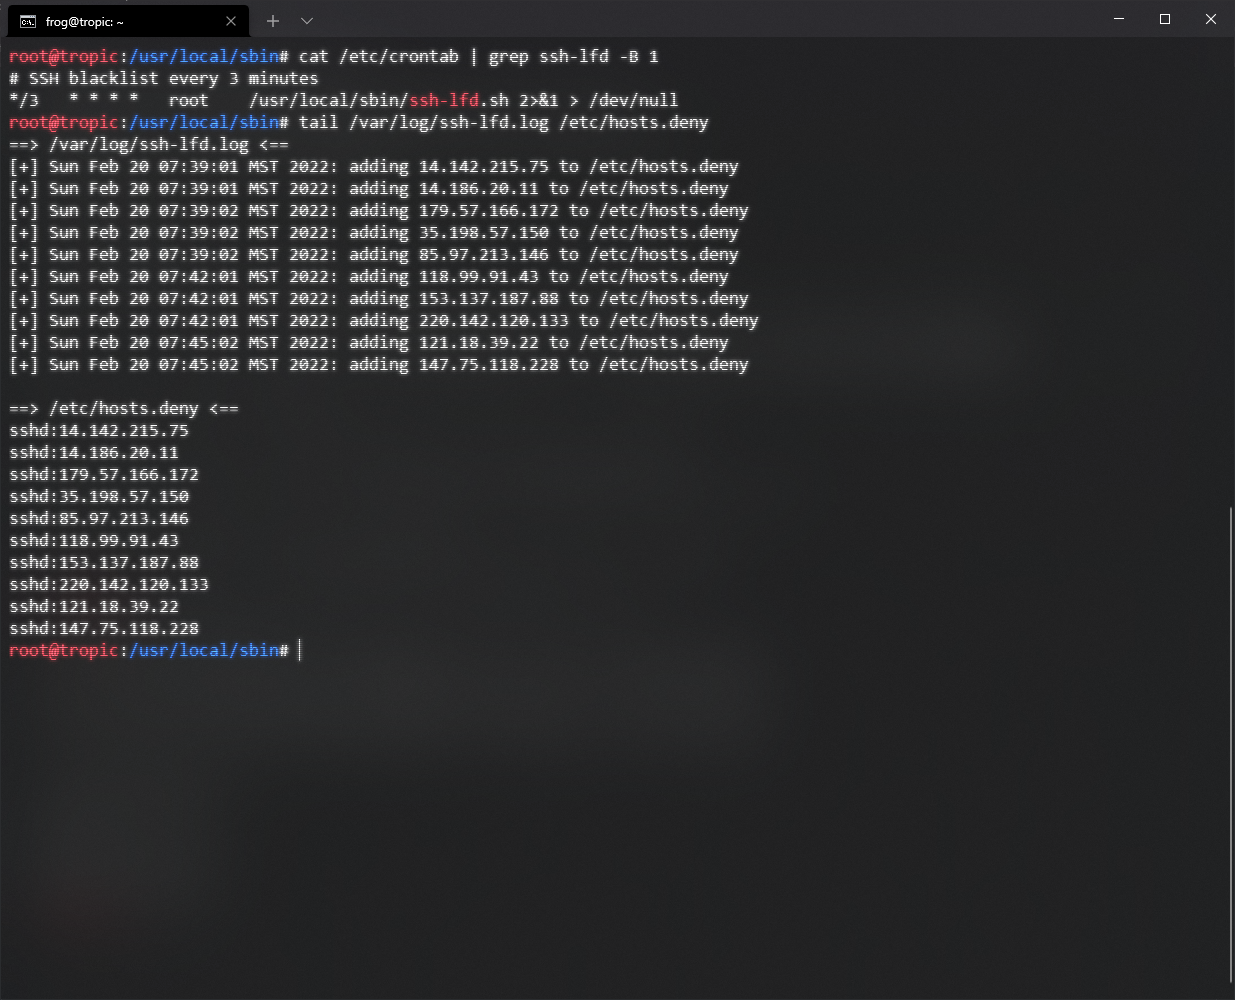 frog@tropic: ~
root@tropic:/usr/local/sbin# cat /etc/crontab | grep ssh-lfd -B 1
# SSH blacklist every 3 minutes
*/3   * * * *   root    /usr/local/sbin/ssh-lfd.sh 2>&1 > /dev/null
root@tropic:/usr/local/sbin# tail /var/log/ssh-lfd.log /etc/hosts.deny
==> /var/log/ssh-lfd.log <==
[+] Sun Feb 20 07:39:01 MST 2022: adding 14.142.215.75 to /etc/hosts.deny
[+] Sun Feb 20 07:39:01 MST 2022: adding 14.186.20.11 to /etc/hosts.deny
[+] Sun Feb 20 07:39:02 MST 2022: adding 179.57.166.172 to /etc/hosts.deny
[+] Sun Feb 20 07:39:02 MST 2022: adding 35.198.57.150 to /etc/hosts.deny
[+] Sun Feb 20 07:39:02 MST 2022: adding 85.97.213.146 to /etc/hosts.deny
[+] Sun Feb 20 07:42:01 MST 2022: adding 118.99.91.43 to /etc/hosts.deny
[+] Sun Feb 20 07:42:01 MST 2022: adding 153.137.187.88 to /etc/hosts.deny
[+] Sun Feb 20 07:42:01 MST 2022: adding 220.142.120.133 to /etc/hosts.deny
[+] Sun Feb 20 07:45:02 MST 2022: adding 121.18.39.22 to /etc/hosts.deny
[+] Sun Feb 20 07:45:02 MST 2022: adding 147.75.118.228 to /etc/hosts.deny
==> /etc/hosts.deny <==
sshd:14.142.215.75
sshd:14.186.20.11
sshd:179.57.166.172
sshd:35.198.57.150
sshd:85.97.213.146
sshd:118.99.91.43
sshd:153.137.187.88
sshd:220.142.120.133
sshd:121.18.39.22
sshd:147.75.118.228
root@tropic:/usr/local/sbin#